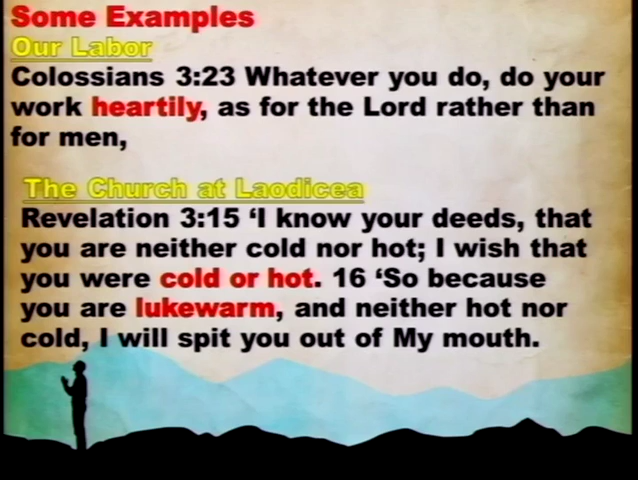 Some Examples
Our Labor
Colossians 3:23 Whatever you do, do your
work heartily, as for the Lord rather than
for men,
The Church at Laodicea
Revelation 3:15 ‘I know your deeds, that
you are neither cold nor hot; I wish that
you were cold or hot. 16 ‘So because
you are lukewarm, and neither hot nor
cold, I will spit you out of My mouth.